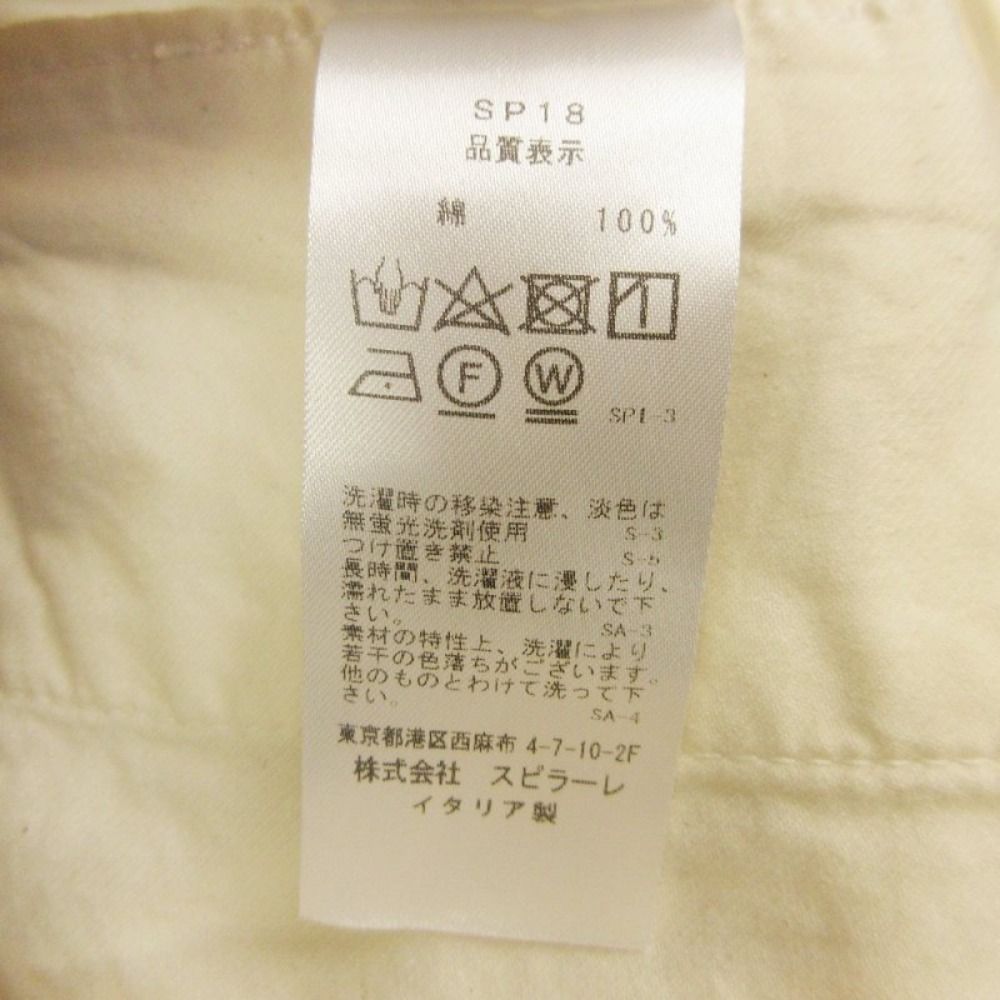 SP18
品質表示
綿 100%
F W SP1-3
洗濯時の移染注意、淡色は
無蛍光洗剤使用 S-3
つけ置き禁止 S-5
長時間、洗濯液に浸したり、
濡れたまま放置しないで下
さい。 SA-3
素材の特性上、洗濯により
若干の色落ちがございます。
他のものとわけて洗って下
さい。 SA-4
東京都港区西麻布 4-7-10-2F
株式会社 スピラーレ
イタリア製